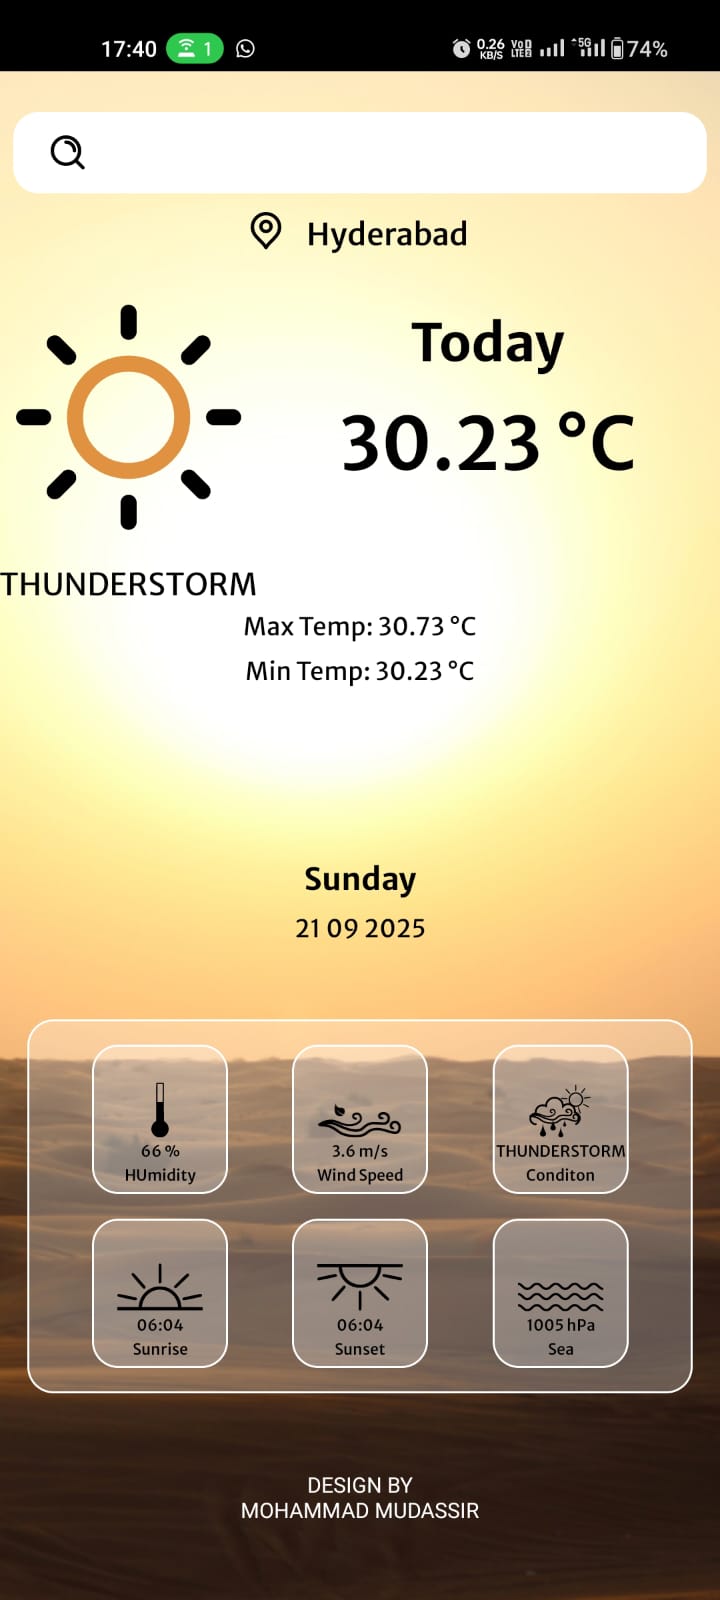 17:40 1 0.26 KB/S VoD LTE2 5G 74%
Hyderabad
Today
30.23 °C
THUNDERSTORM
Max Temp: 30.73 °C
Min Temp: 30.23 °C
Sunday
21 09 2025
66 % 3.6 m/s THUNDERSTORM
HUmidity Wind Speed Conditon
06:04 06:04 1005 hPa
Sunrise Sunset Sea
DESIGN BY
MOHAMMAD MUDASSIR